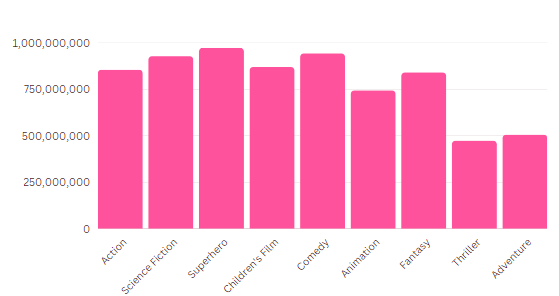 1,000,000,000
750,000,000
500,000,000
250,000,000
0
Action
Science Fiction
Superhero
Children's Film
Comedy
Animation
Fantasy
Thriller
Adventure